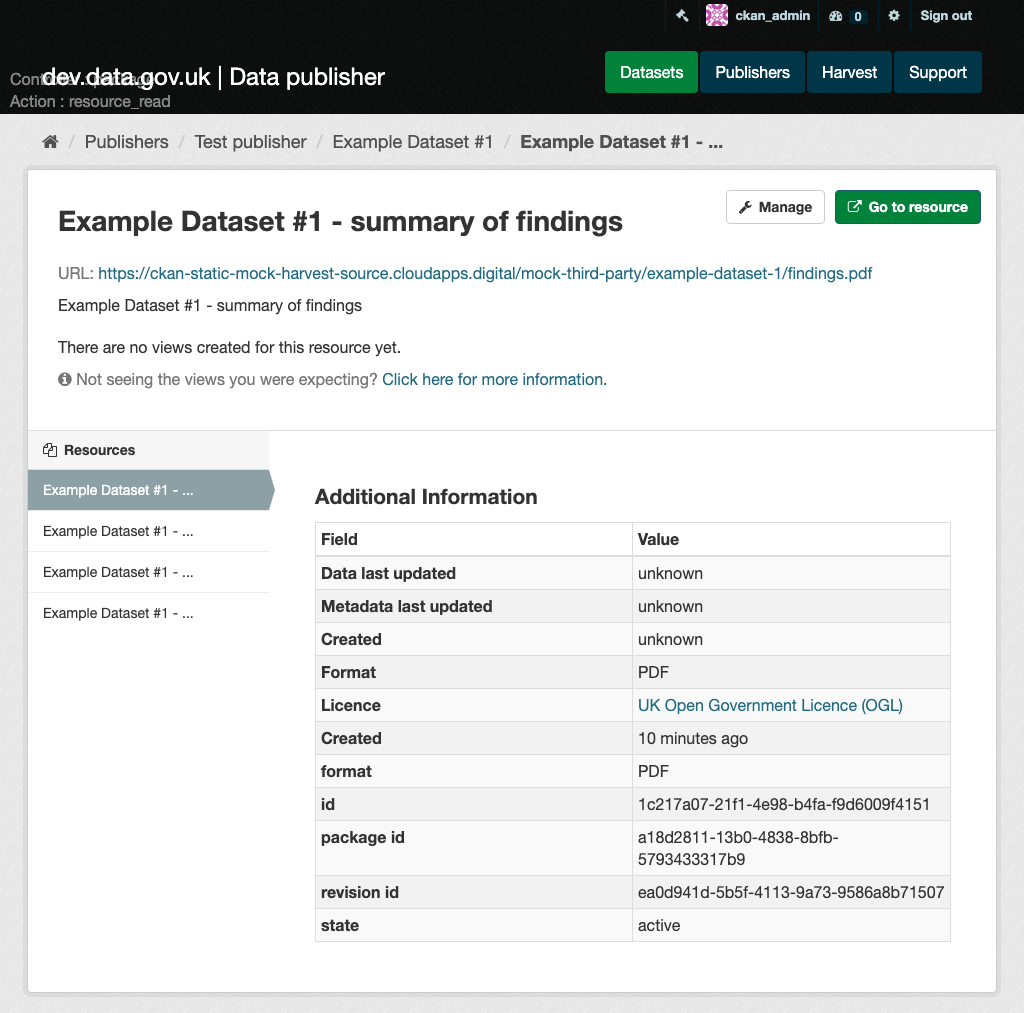 ckan_admin 0 Sign out
dev.data.gov.uk | Data publisher
Datasets Publishers Harvest Support
Action : resource_read
Publishers / Test publisher / Example Dataset #1 / Example Dataset #1 - ...
Manage Go to resource
Example Dataset #1 - summary of findings
URL: https://ckan-static-mock-harvest-source.cloudapps.digital/mock-third-party/example-dataset-1/findings.pdf
Example Dataset #1 - summary of findings
There are no views created for this resource yet.
Not seeing the views you were expecting? Click here for more information.
Resources
Example Dataset #1 - ...
Example Dataset #1 - ...
Example Dataset #1 - ...
Example Dataset #1 - ...
Additional Information
Field Value
Data last updated unknown
Metadata last updated unknown
Created unknown
Format PDF
Licence UK Open Government Licence (OGL)
Created 10 minutes ago
format PDF
id 1c217a07-21f1-4e98-b4fa-f9d6009f4151
package id a18d2811-13b0-4838-8bfb-
5793433317b9
revision id ea0d941d-5b5f-4113-9a73-9586a8b71507
state active